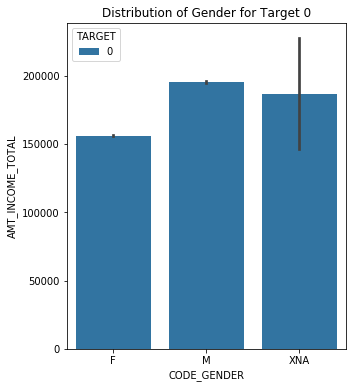 Distribution of Gender for Target 0
TARGET
0
AMT_INCOME_TOTAL
200000
150000
100000
50000
0
F M XNA
CODE_GENDER